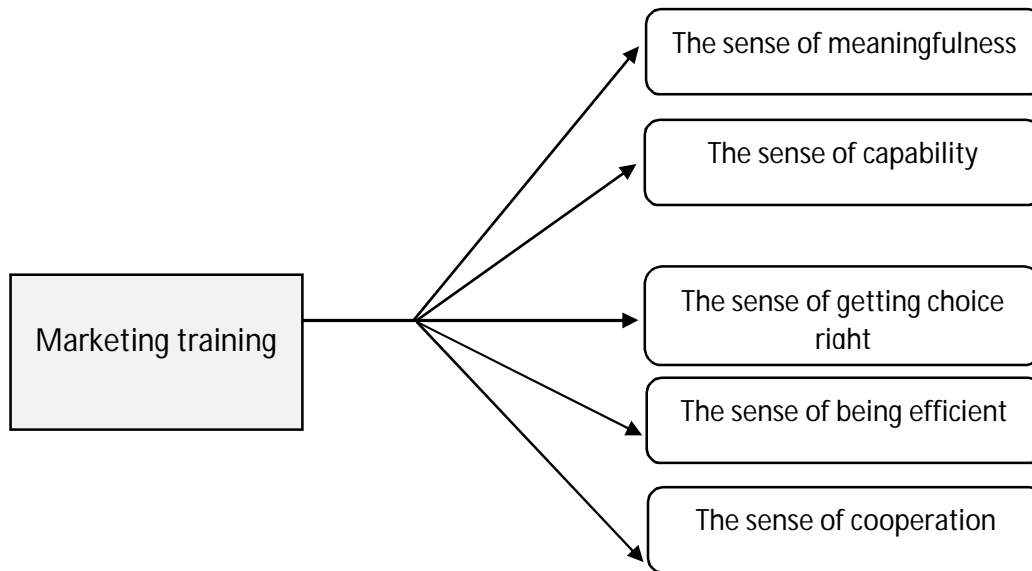 The sense of meaningfulness
The sense of capability
Marketing training
The sense of getting choice
right
The sense of being efficient
The sense of cooperation